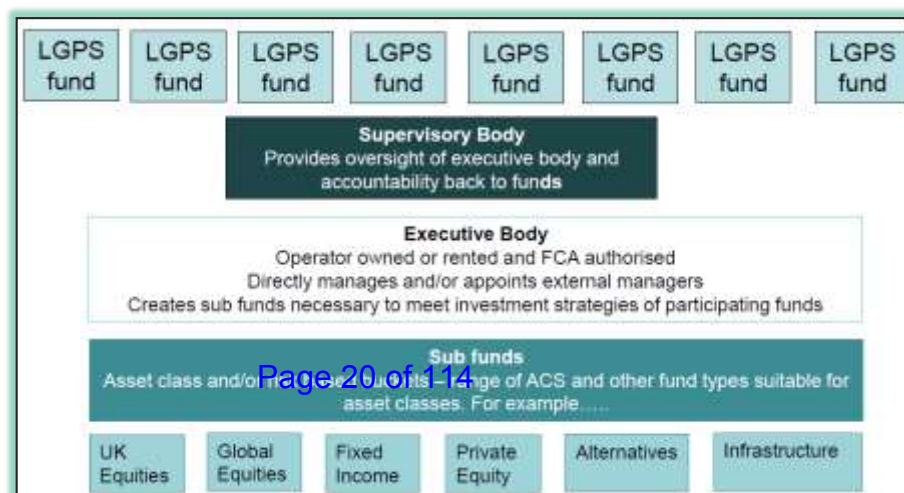 LGPS fund
LGPS fund
LGPS fund
LGPS fund
LGPS fund
LGPS fund
LGPS fund
LGPS fund
Supervisory Body
Provides oversight of executive body and
accountability back to funds
Executive Body
Operator owned or rented and FCA authorised
Directly manages and/or appoints external managers
Creates sub funds necessary to meet investment strategies of participating funds
Sub funds
Asset class and/or – range of ACS and other fund types suitable for
Page 20 of 114
asset classes. For example.....
UK
Equities
Global
Equities
Fixed
Income
Private
Equity
Alternatives
Infrastructure